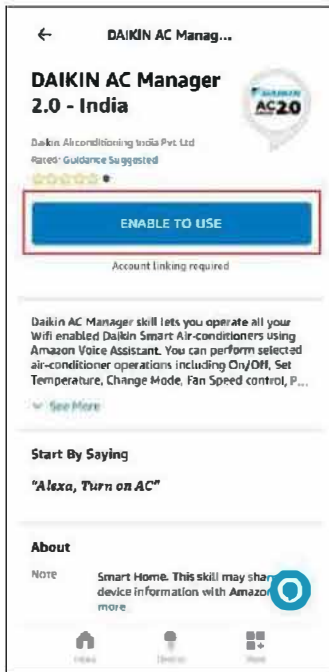 DAIKIN AC Manag...
DAIKIN AC Manager
2.0 - India
AC2.0
Daikin Airconditioning India Pvt. Ltd
Rated: Guidance Suggested
ENABLE TO USE
Account linking required
Daikin AC Manager skill lets you operate all your
Wifi enabled Daikin Smart Air-conditioners using
Amazon Voice Assistant. You can perform selected
air-conditioner operations including On/Off, Set
Temperature, Change Mode, Fan Speed control, P...
See More
Start By Saying
"Alexa, Turn on AC"
About
Note
Smart Home. This skill may shar
device information with Amazon
more